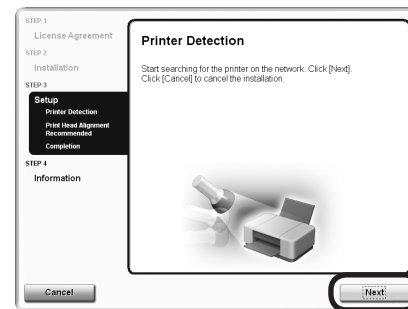 STEP 1
License Agreement
STEP 2
Installation
STEP 3
Setup
Printer Detection
Print Head Alignment
Recommended
Completion
STEP 4
Information
Printer Detection
Start searching for the printer on the network. Click [Next].
Click [Cancel] to cancel the installation.
Cancel
Next